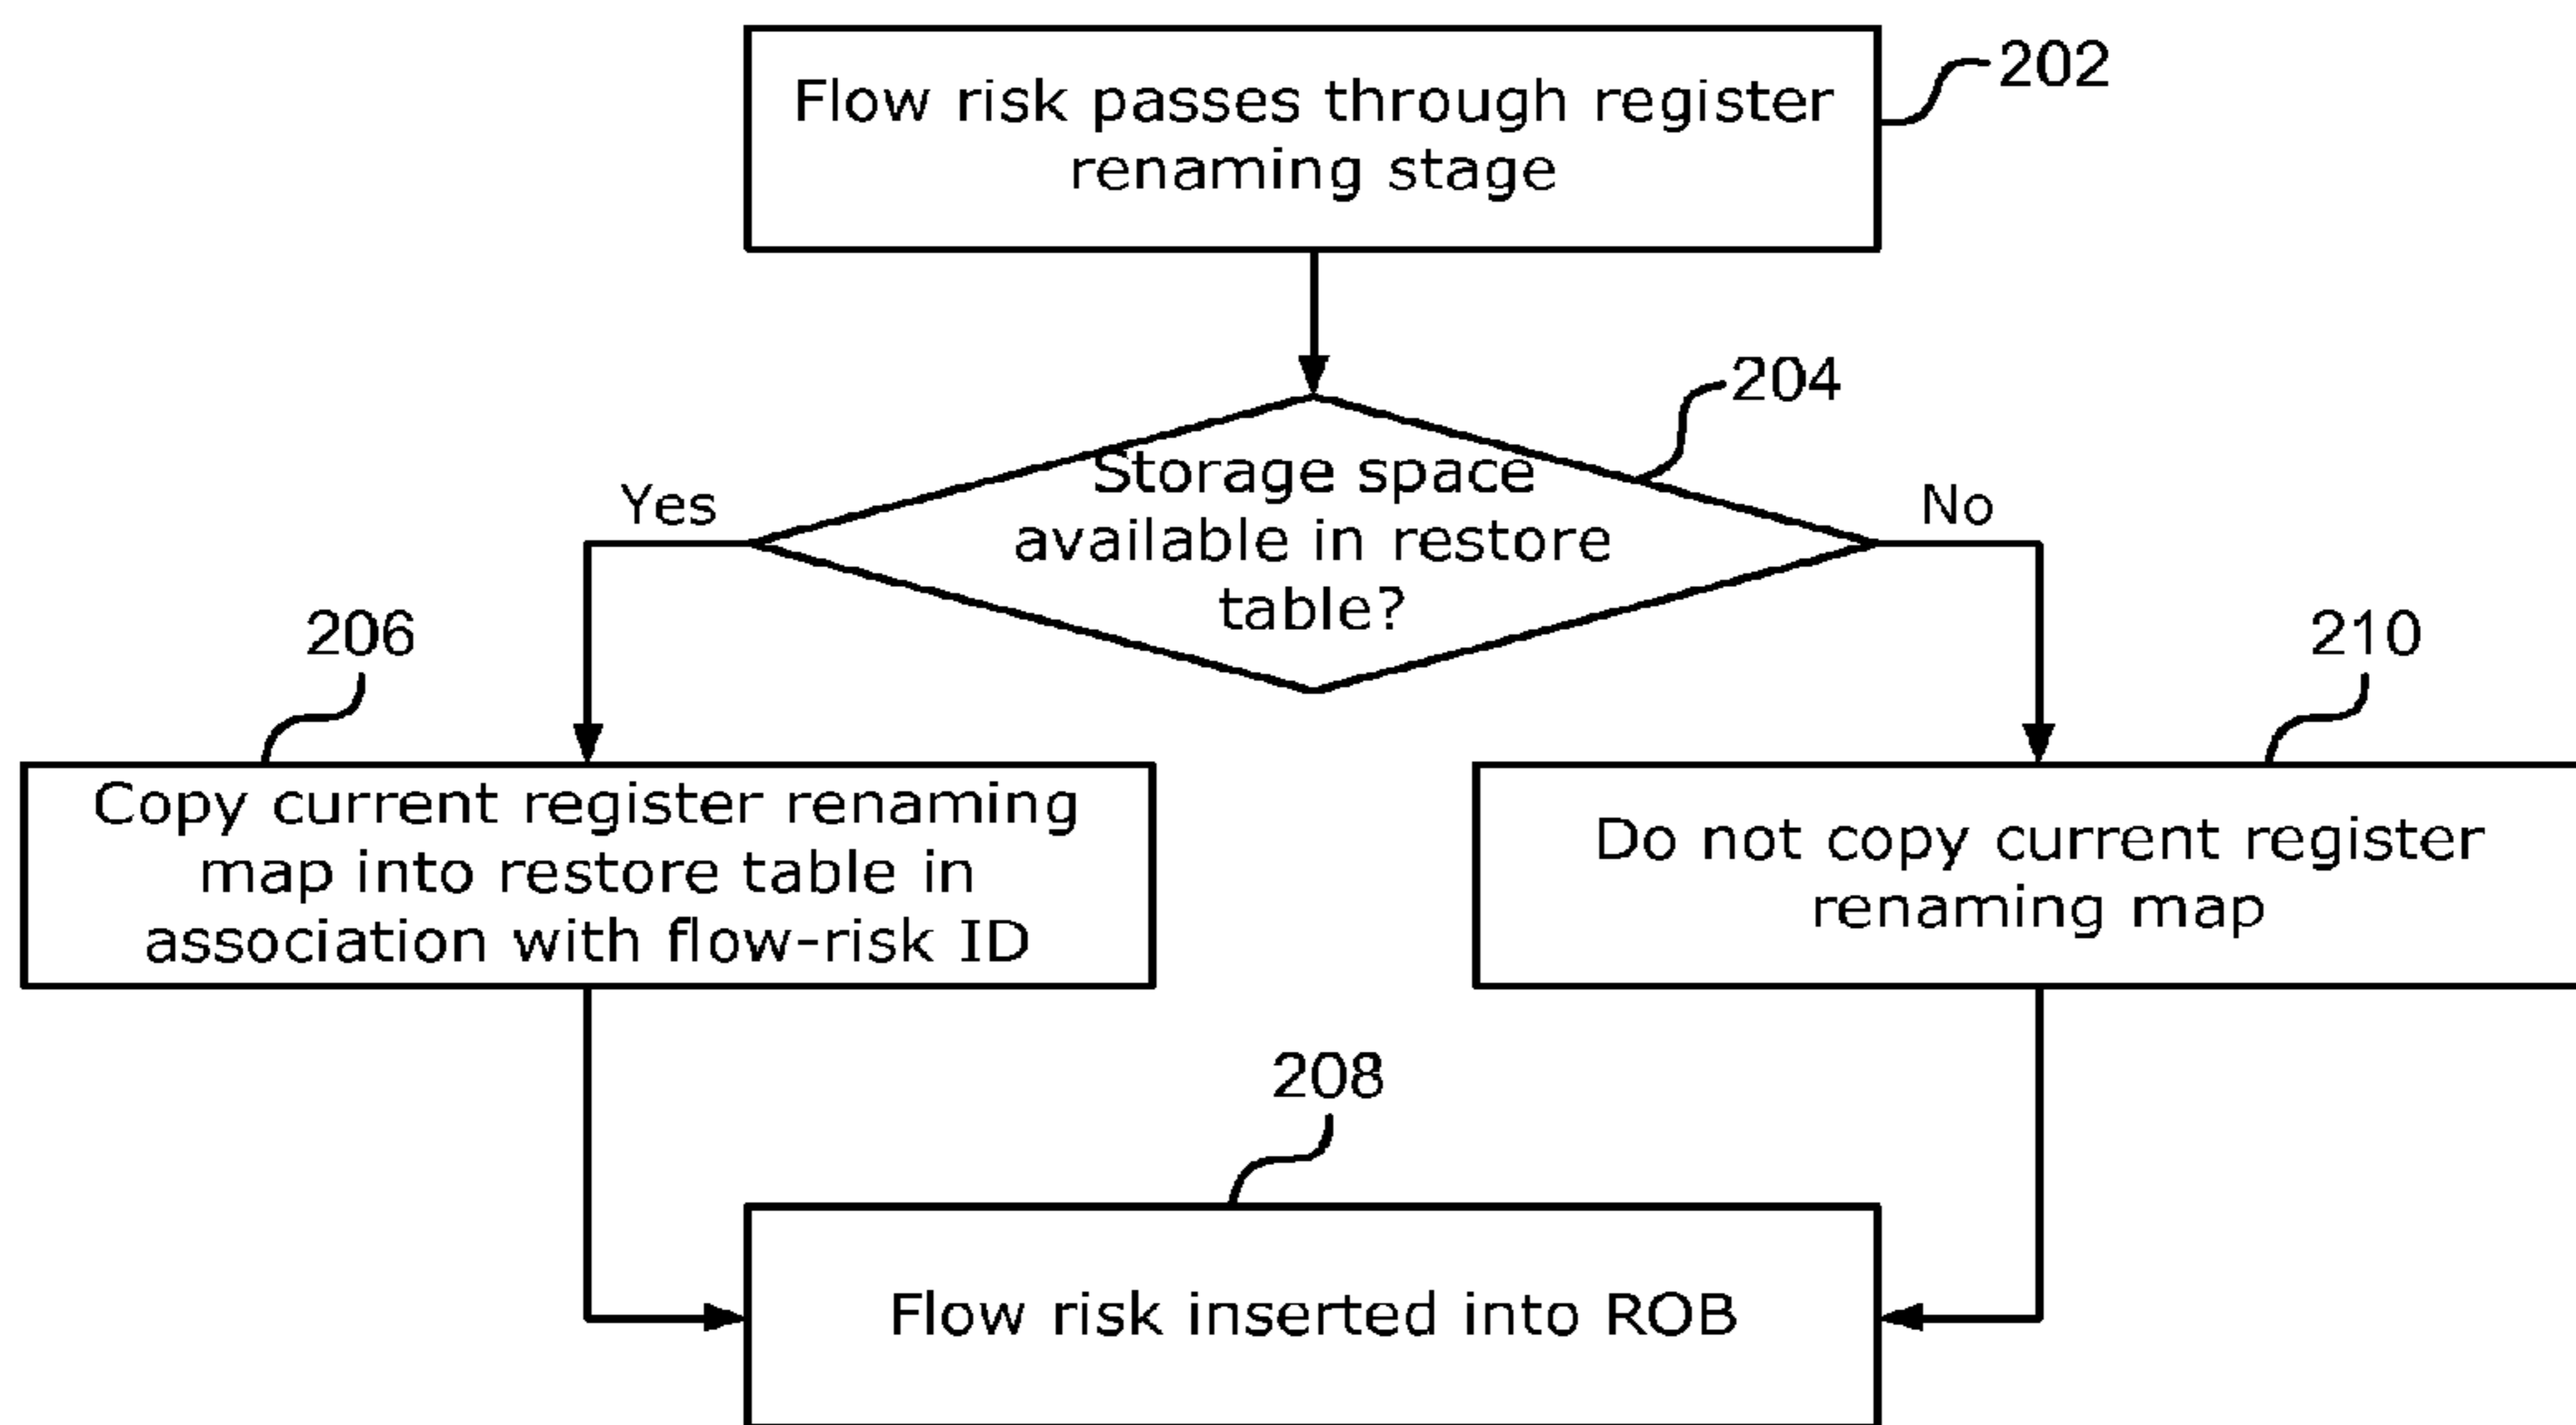 Flow risk passes through register
renaming stage
202
204
Storage space
available in restore
table?
Yes
No
206
210
Copy current register renaming
map into restore table in
association with flow-risk ID
Do not copy current register
renaming map
208
Flow risk inserted into ROB